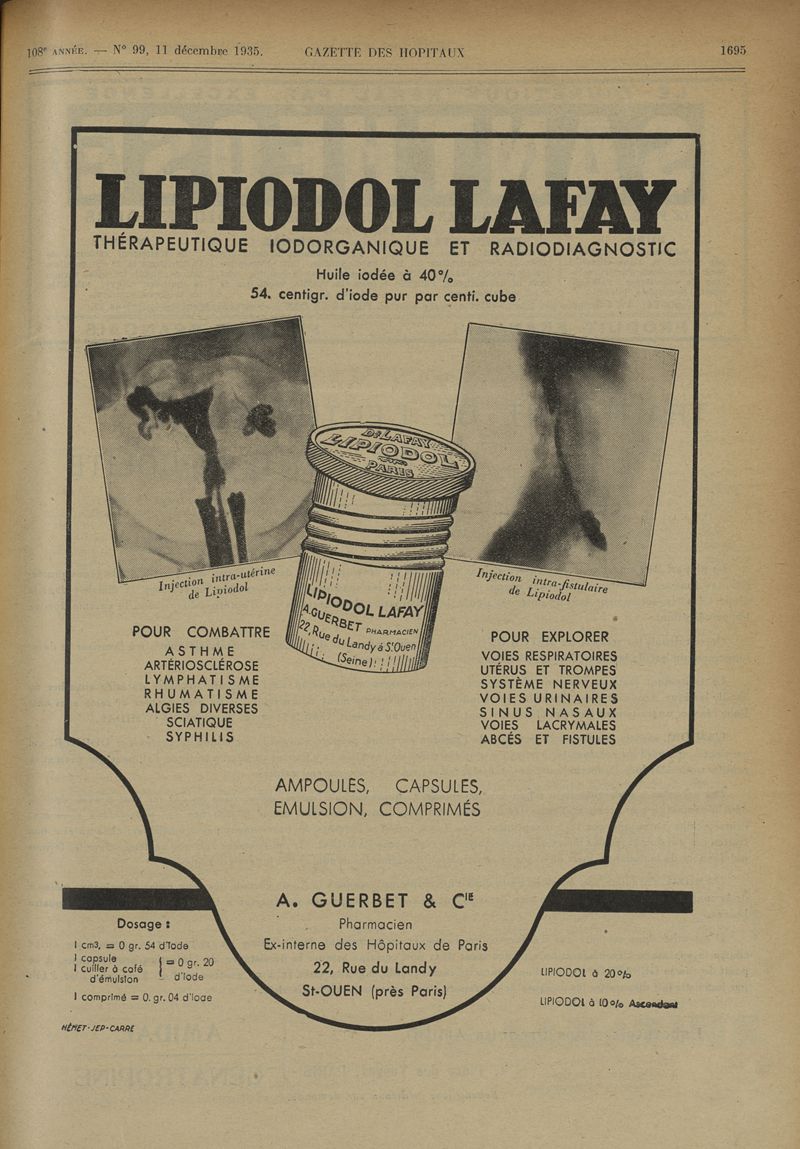 108e ANNÉE. — N° 99, 11 décembre 1935. GAZETTE DES HOPITAUX 1695
LIPIODOL LAFAY
THÉRAPEUTIQUE IODORGANIQUE ET RADIODIAGNOSTIC
Huile iodée à 40%
54. centigr. d'iode pur par centi. cube
Dr LAFAY
LIPIODOL
PARIS
Injection intra-utérine
de Lipiodol
Injection intra-fistulaire
de Lipiodol
LIPIODOL LAFAY
A. GUERBET PHARMACIEN
22, Rue du Landy à St Ouen
(Seine)
POUR COMBATTRE
ASTHME
ARTÉRIOSCLÉROSE
LYMPHATISME
RHUMATISME
ALGIES DIVERSES
SCIATIQUE
SYPHILIS
POUR EXPLORER
VOIES RESPIRATOIRES
UTÉRUS ET TROMPES
SYSTÈME NERVEUX
VOIES URINAIRES
SINUS NASAUX
VOIES LACRYMALES
ABCÉS ET FISTULES
AMPOULES, CAPSULES,
EMULSION, COMPRIMÉS
A. GUERBET & CIE
Pharmacien
Ex-interne des Hôpitaux de Paris
22, Rue du Landy
St-OUEN (près Paris)
Dosage :
1 cm3, = 0 gr. 54 d'Iode
1 capsule
1 cuiller à café
d'émulsion
= 0 gr. 20
d'iode
1 comprimé = 0. gr. 04 d'iode
LIPIODOL à 20%
LIPIODOL à 10% Ascendant
HÉMET-JEP-CARRÉ